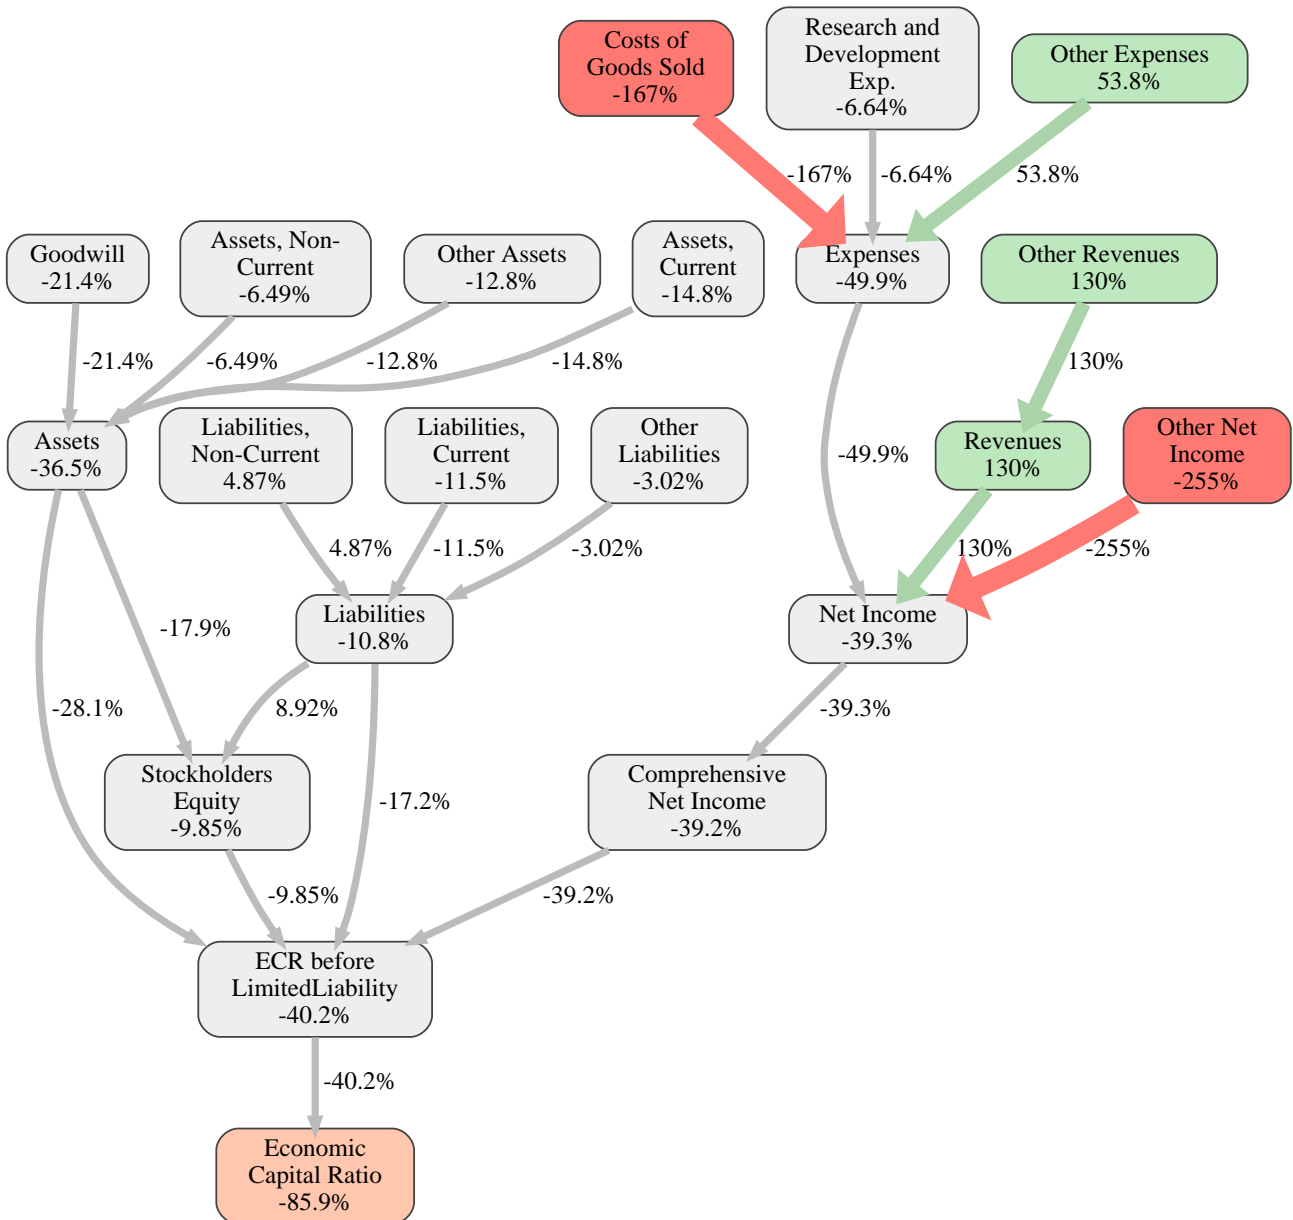 Costs of
Goods Sold
-167%
Research and
Development
Exp.
-6.64%
Other Expenses
53.8%
-167%
-6.64%
53.8%
Goodwill
-21.4%
Assets, Non-
Current
-6.49%
Other Assets
-12.8%
Assets,
Current
-14.8%
Expenses
-49.9%
Other Revenues
130%
-21.4%
-6.49%
-12.8%
-14.8%
130%
Assets
-36.5%
Liabilities,
Non-Current
4.87%
Liabilities,
Current
-11.5%
Other
Liabilities
-3.02%
-49.9%
Revenues
130%
Other Net
Income
-255%
4.87%
-11.5%
-3.02%
130%
-255%
-17.9%
Liabilities
-10.8%
Net Income
-39.3%
-28.1%
8.92%
-39.3%
Stockholders
Equity
-9.85%
-17.2%
Comprehensive
Net Income
-39.2%
-9.85%
-39.2%
ECR before
LimitedLiability
-40.2%
-40.2%
Economic
Capital Ratio
-85.9%